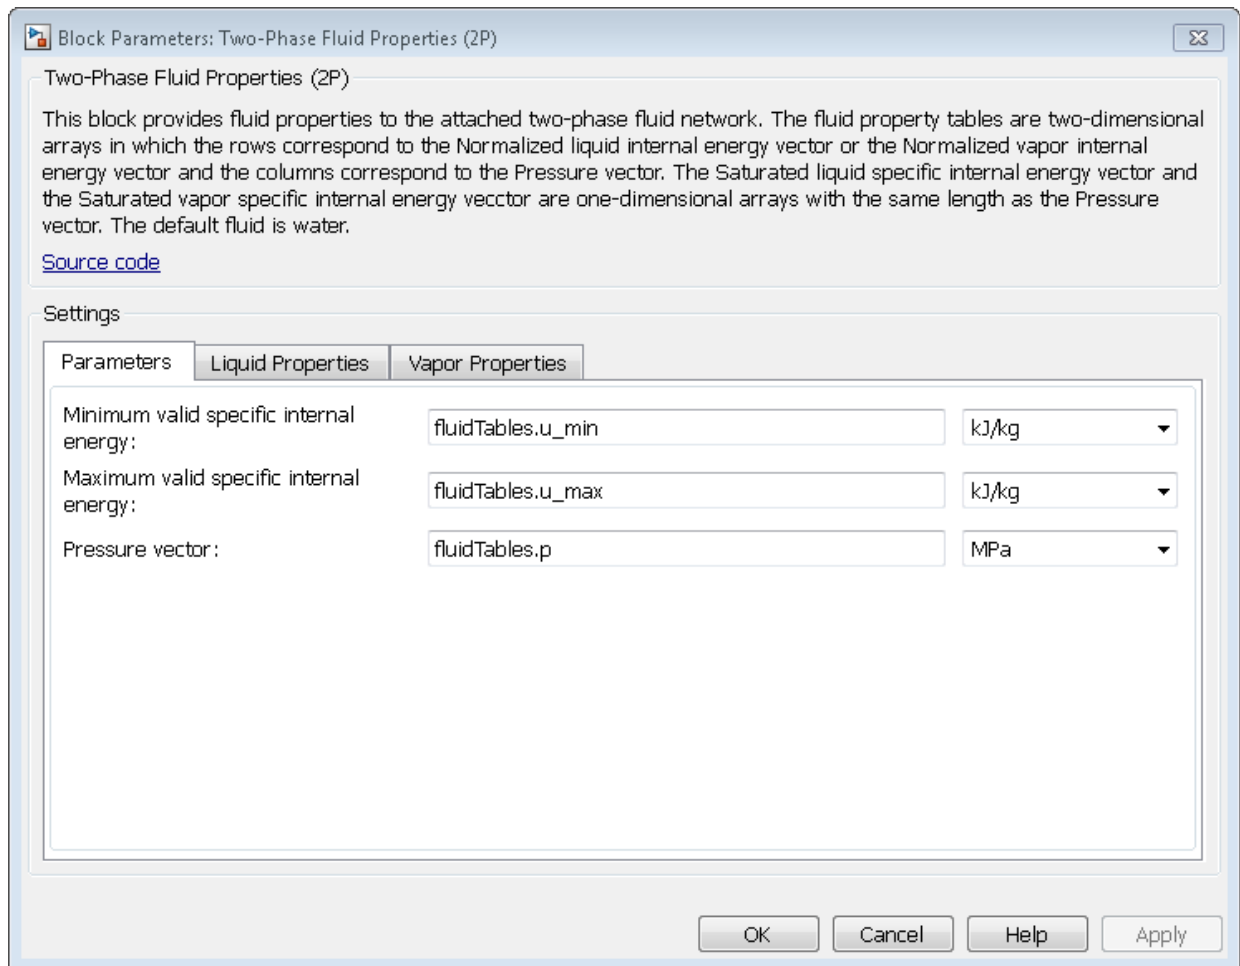 Block Parameters: Two-Phase Fluid Properties (2P)
Two-Phase Fluid Properties (2P)
This block provides fluid properties to the attached two-phase fluid network. The fluid property tables are two-dimensional
arrays in which the rows correspond to the Normalized liquid internal energy vector or the Normalized vapor internal
energy vector and the columns correspond to the Pressure vector. The Saturated liquid specific internal energy vector and
the Saturated vapor specific internal energy vecctor are one-dimensional arrays with the same length as the Pressure
vector. The default fluid is water.
Source code
Settings
Parameters Liquid Properties Vapor Properties
Minimum valid specific internal
energy:
fluidTables.u_min kJ/kg
Maximum valid specific internal
energy:
fluidTables.u_max kJ/kg
Pressure vector: fluidTables.p MPa
OK Cancel Help Apply